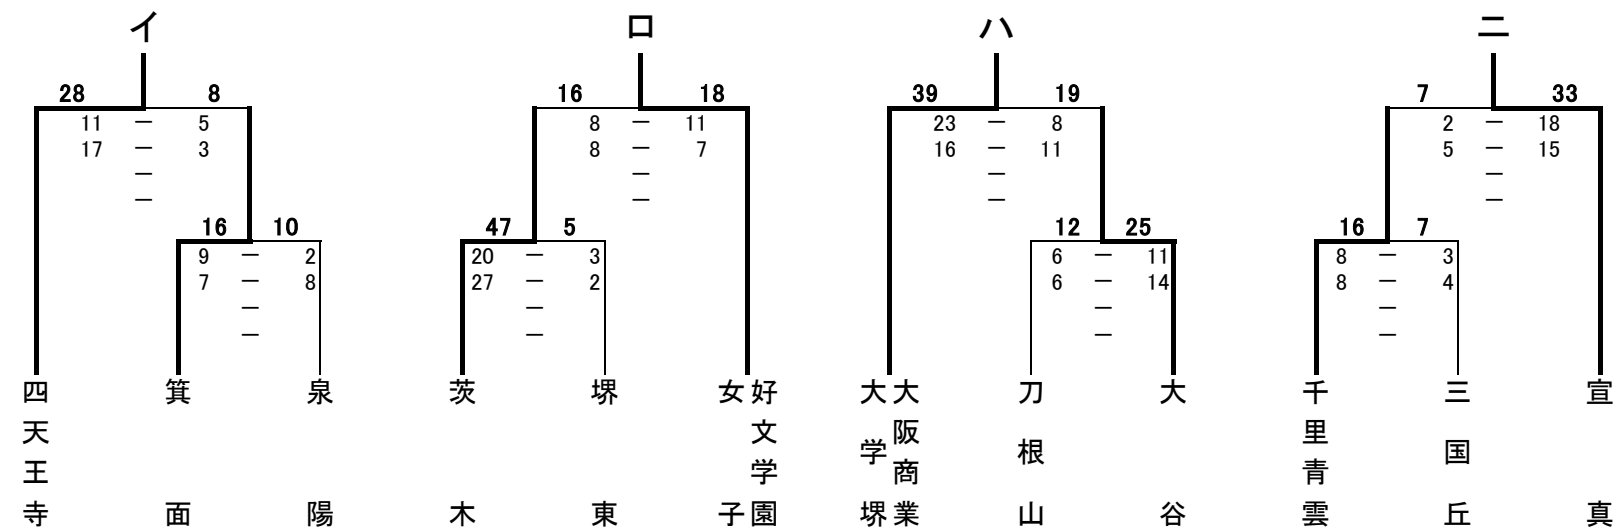 イ ロ ハ ニ
28 8 16 18 39 19 7 33
11 － 5 8 － 11 23 － 8 2 － 18
17 － 3 8 － 7 16 － 11 5 － 15
－ － － －
－ － － －
16 10 47 5 12 25 16 7
9 － 2 20 － 3 6 － 11 8 － 3
7 － 8 27 － 2 6 － 14 8 － 4
－ － － －
－ － － －
四天王寺
箕面
泉陽
茨木
堺東
好文学園
女子
大阪商業
大学堺
刀根山
大谷
千里青雲
三国丘
宣真